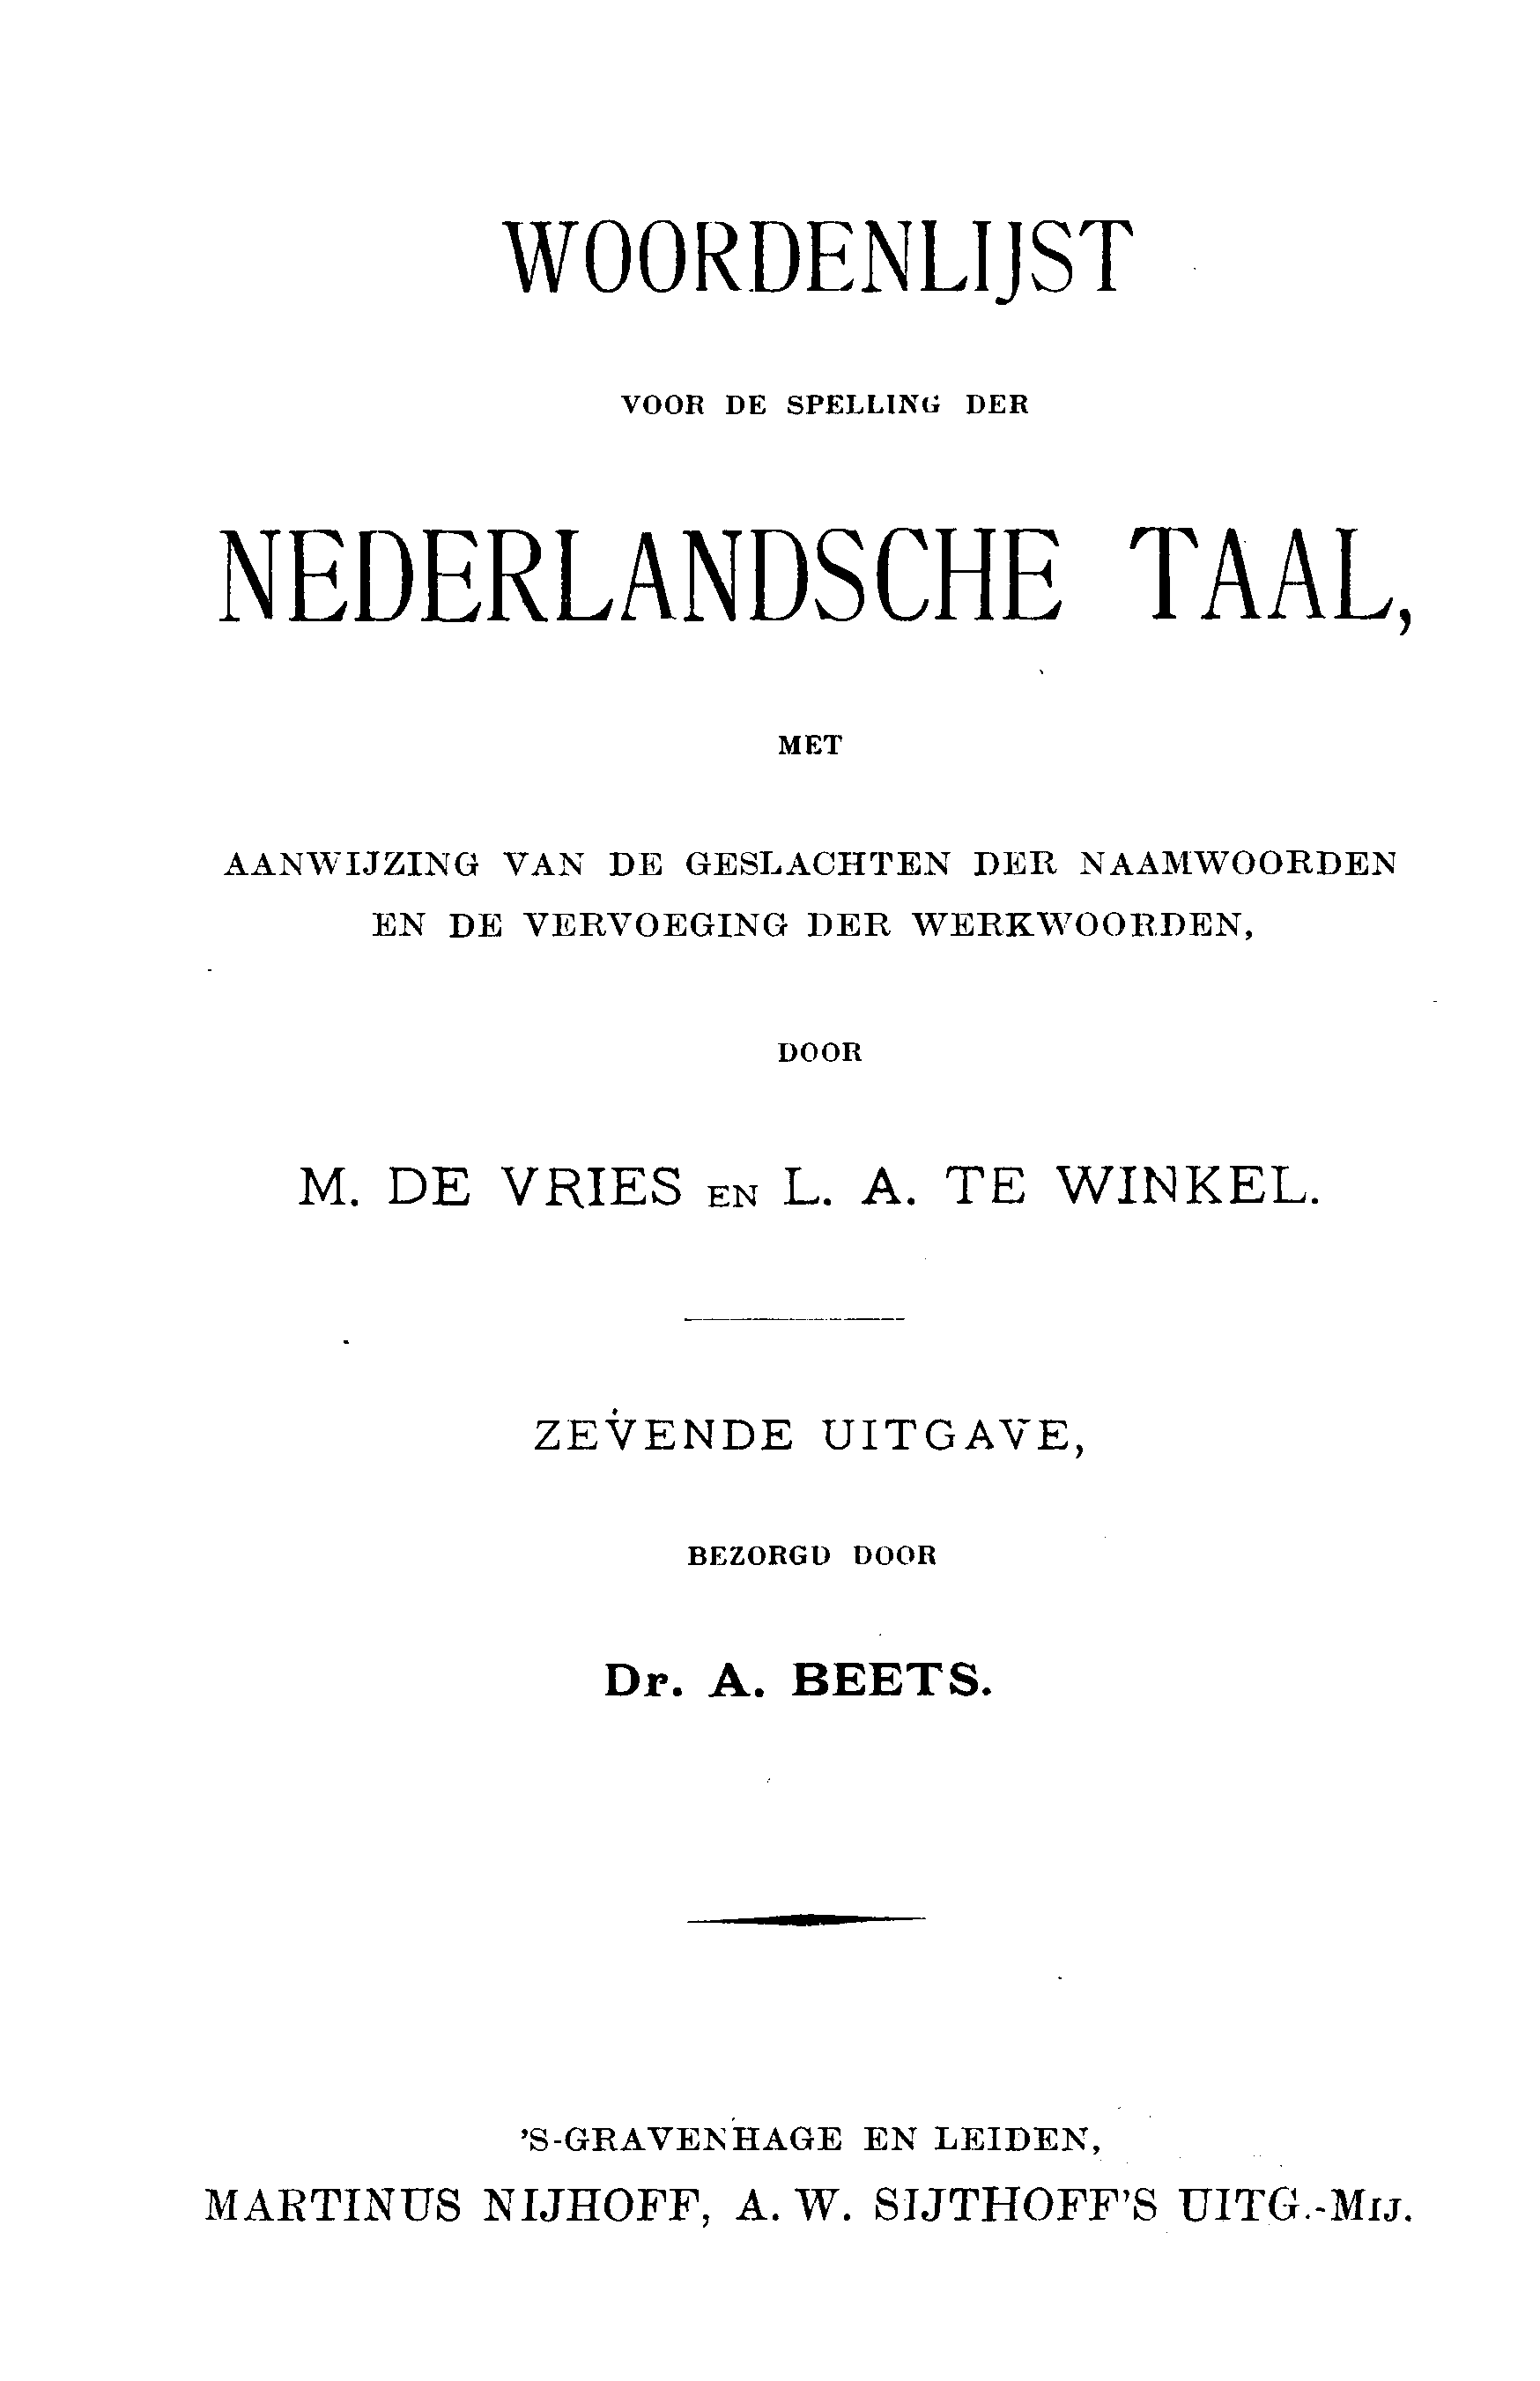 WOORDENLIJST
VOOR DE SPELLING DER
NEDERLANDSCHE TAAL,
MET
AANWIJZING VAN DE GESLACHTEN DER NAAMWOORDEN
EN DE VERVOEGING DER WERKWOORDEN,
DOOR
M. DE VRIES EN L. A. TE WINKEL.
ZEVENDE UITGAVE,
BEZORGD DOOR
Dr. A. BEETS.
'S-GRAVENHAGE EN LEIDEN,
MARTINUS NIJHOFF, A. W. SIJTHOFF'S UITG.-MIJ.